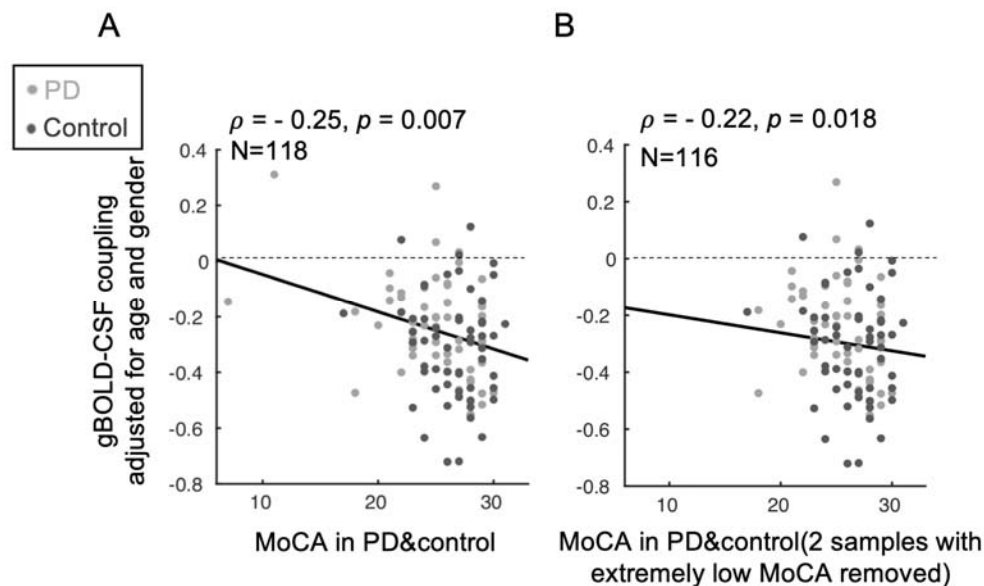 A
B
PD
Control
ρ = - 0.25, p = 0.007
N=118
ρ = - 0.22, p = 0.018
N=116
gBOLD-CSF coupling
adjusted for age and gender
0.4
0.2
0
-0.2
-0.4
-0.6
-0.8
10
20
30
MoCA in PD&control
0.4
0.2
0
-0.2
-0.4
-0.6
-0.8
10
20
30
MoCA in PD&control(2 samples with
extremely low MoCA removed)